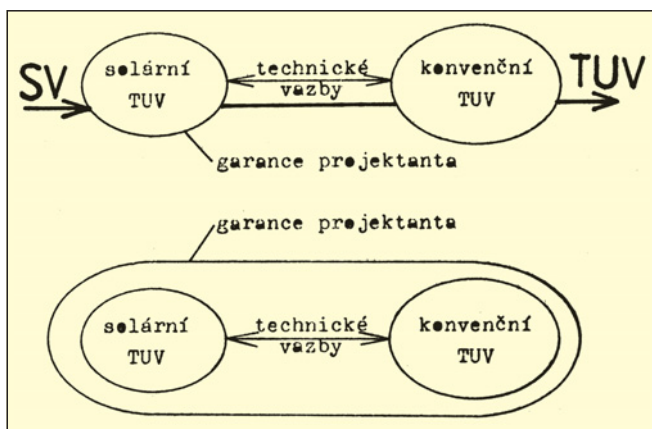 SV
solární
TUV
technické
vazby
konvenční
TUV
TUV
garance projektanta
garance projektanta
solární
TUV
technické
vazby
konvenční
TUV